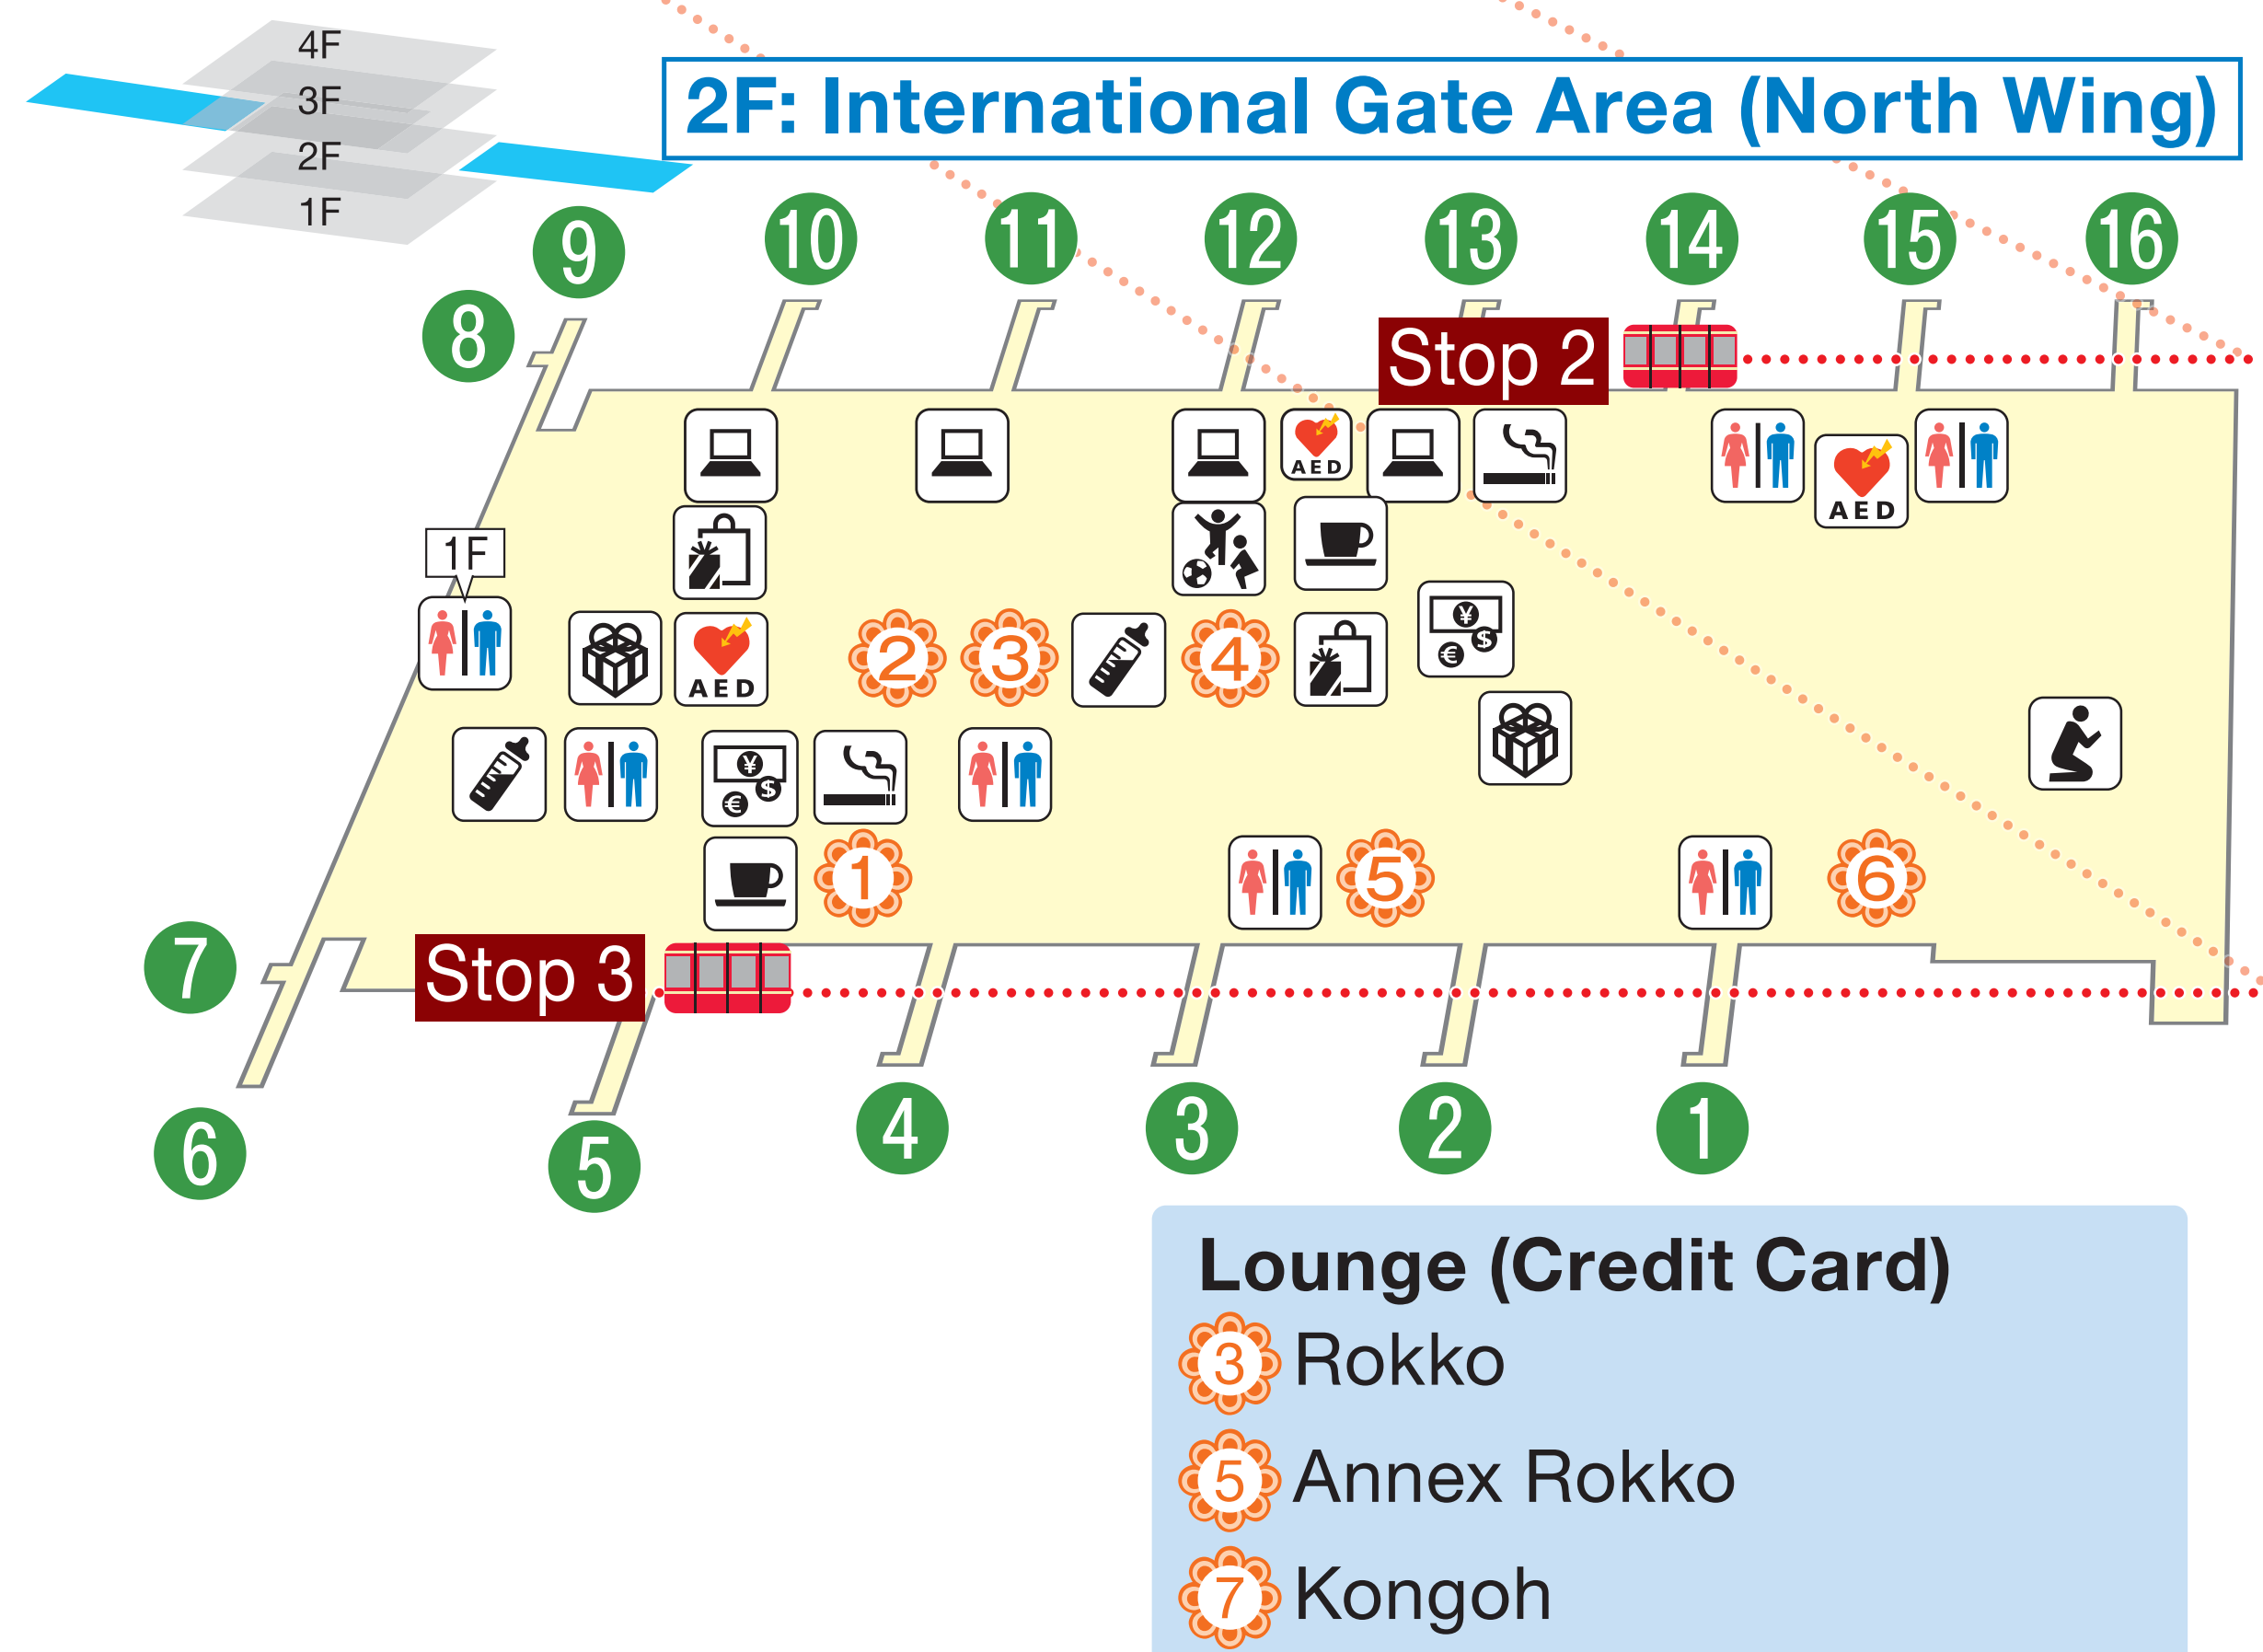 4F
3F
2F
1F
2F: International Gate Area (North Wing)
9
10
11
12
13
14
15
16
8
Stop 2
AED
AED
1F
AED
2
3
4
¥
€
$
¥
€
$
1
5
6
7
Stop 3
6
5
4
3
2
1
Lounge (Credit Card)
3 Rokko
5 Annex Rokko
7 Kongoh